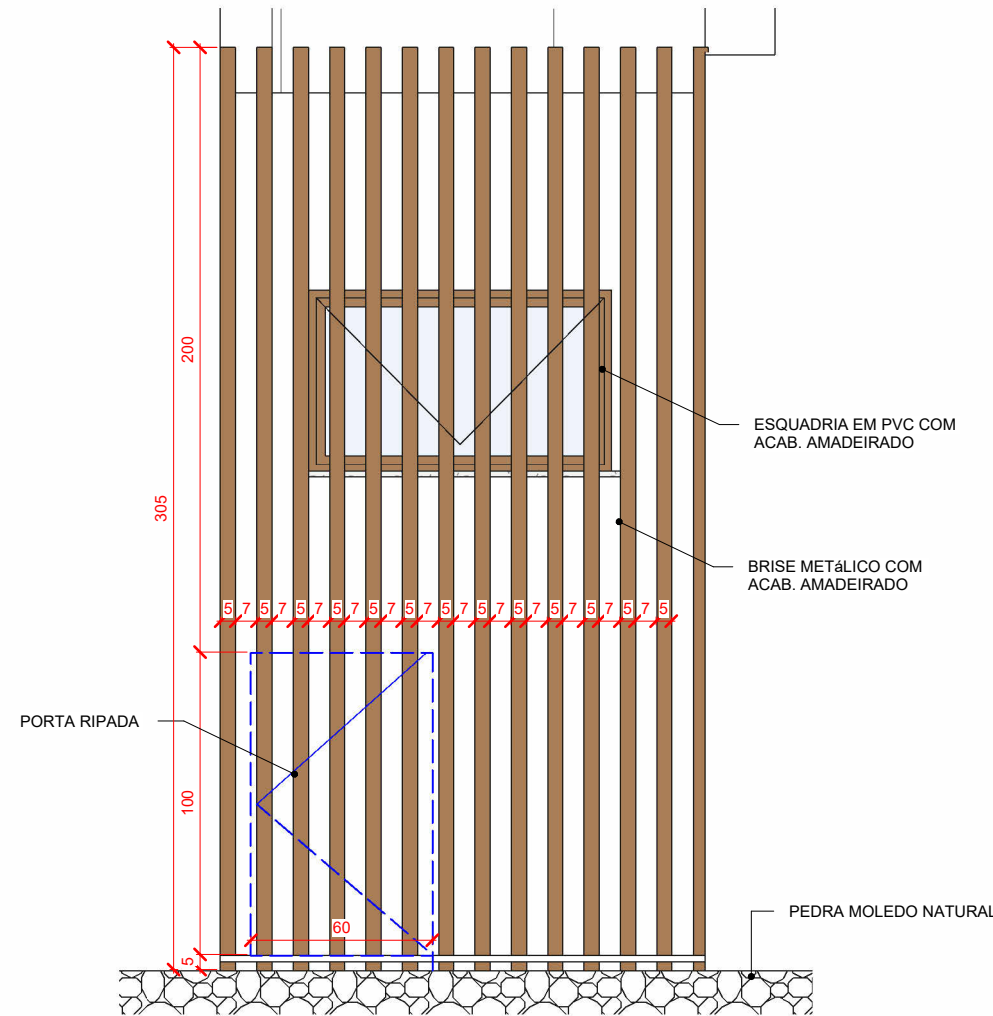 200
ESQUADRIA EM PVC COM
ACAB. AMADEIRADO
305
BRISE METáLICO COM
ACAB. AMADEIRADO
5 7 5 7 5 7 5 7 5 7 5 7 5 7 5 7 5 7 5 7 5 7 5 7 5
PORTA RIPADA
100
60
PEDRA MOLEDO NATURAL
5